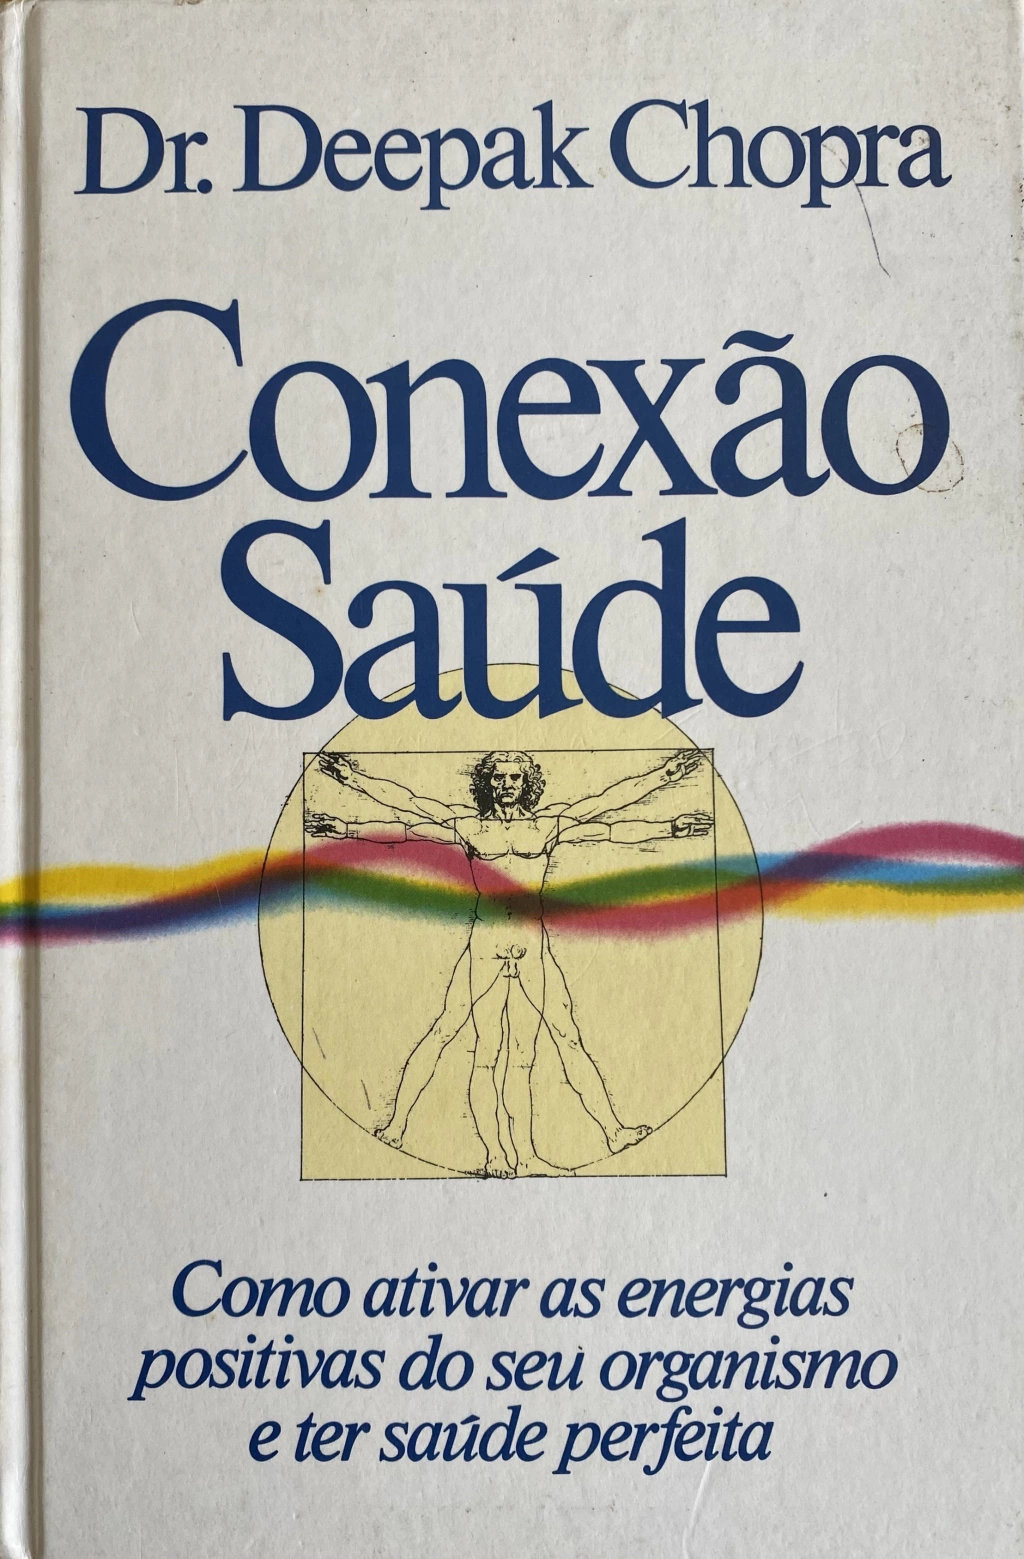 Dr. Deepak Chopra
Conexão
Saúde
Como ativar as energias
positivas do seu organismo
e ter saúde perfeita